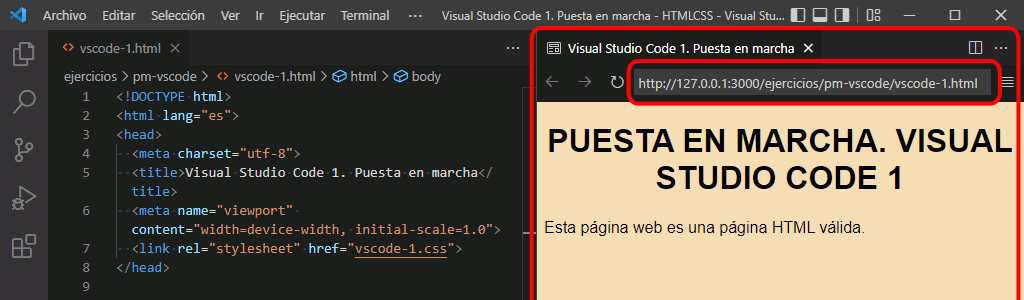 Archivo Editar Selección Ver Ir Ejecutar Terminal ··· Visual Studio Code 1. Puesta en marcha - HTMLCSS - Visual Stu...
vscode-1.html
ejercicios > pm-vscode > vscode-1.html > html > body
1 <!DOCTYPE html>
2 <html lang="es">
3 <head>
4 <meta charset="utf-8">
5 <title>Visual Studio Code 1. Puesta en marcha</
title>
6 <meta name="viewport"
content="width=device-width, initial-scale=1.0">
7 <link rel="stylesheet" href="vscode-1.css">
8 </head>
9
Visual Studio Code 1. Puesta en marcha
http://127.0.0.1:3000/ejercicios/pm-vscode/vscode-1.html
PUESTA EN MARCHA. VISUAL
STUDIO CODE 1
Esta página web es una página HTML válida.